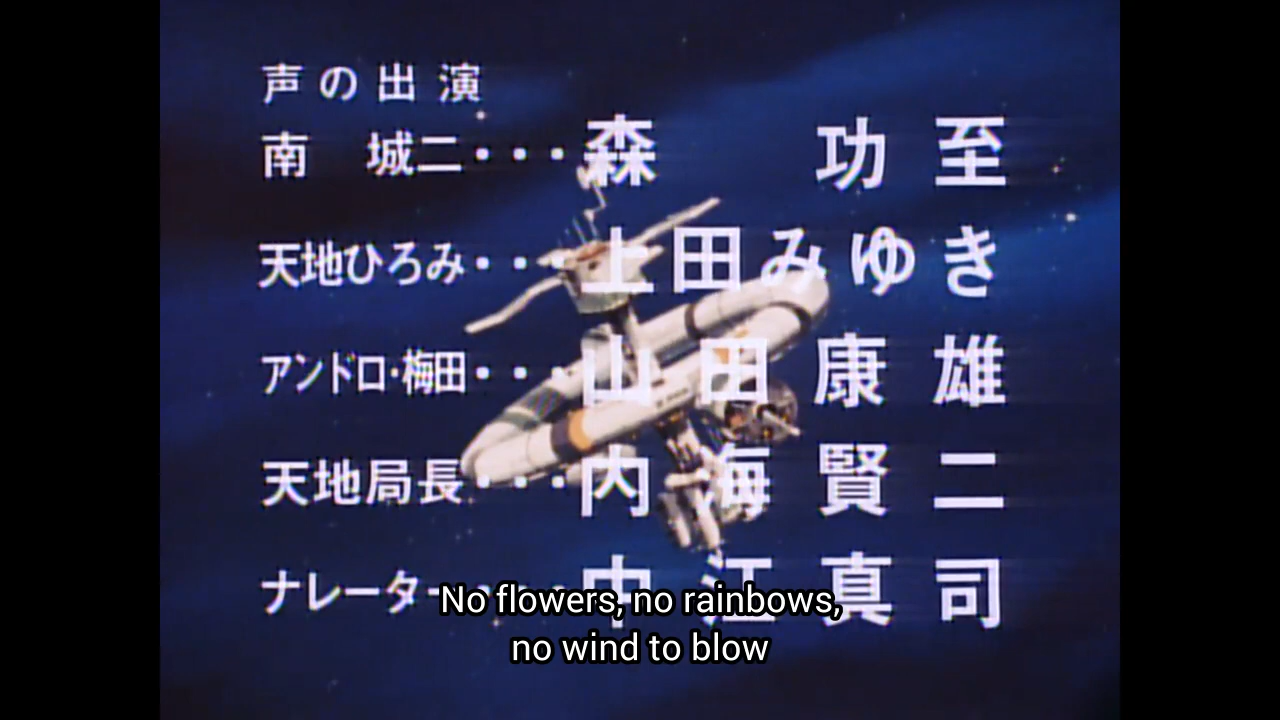 声の出演
南 城二・・・森 功至
天地ひろみ・・・上田みゆき
アンドロ・梅田・・・山田康雄
天地局長・・・内海賢二
ナレーター・・・中江真司
No flowers, no rainbows,
no wind to blow